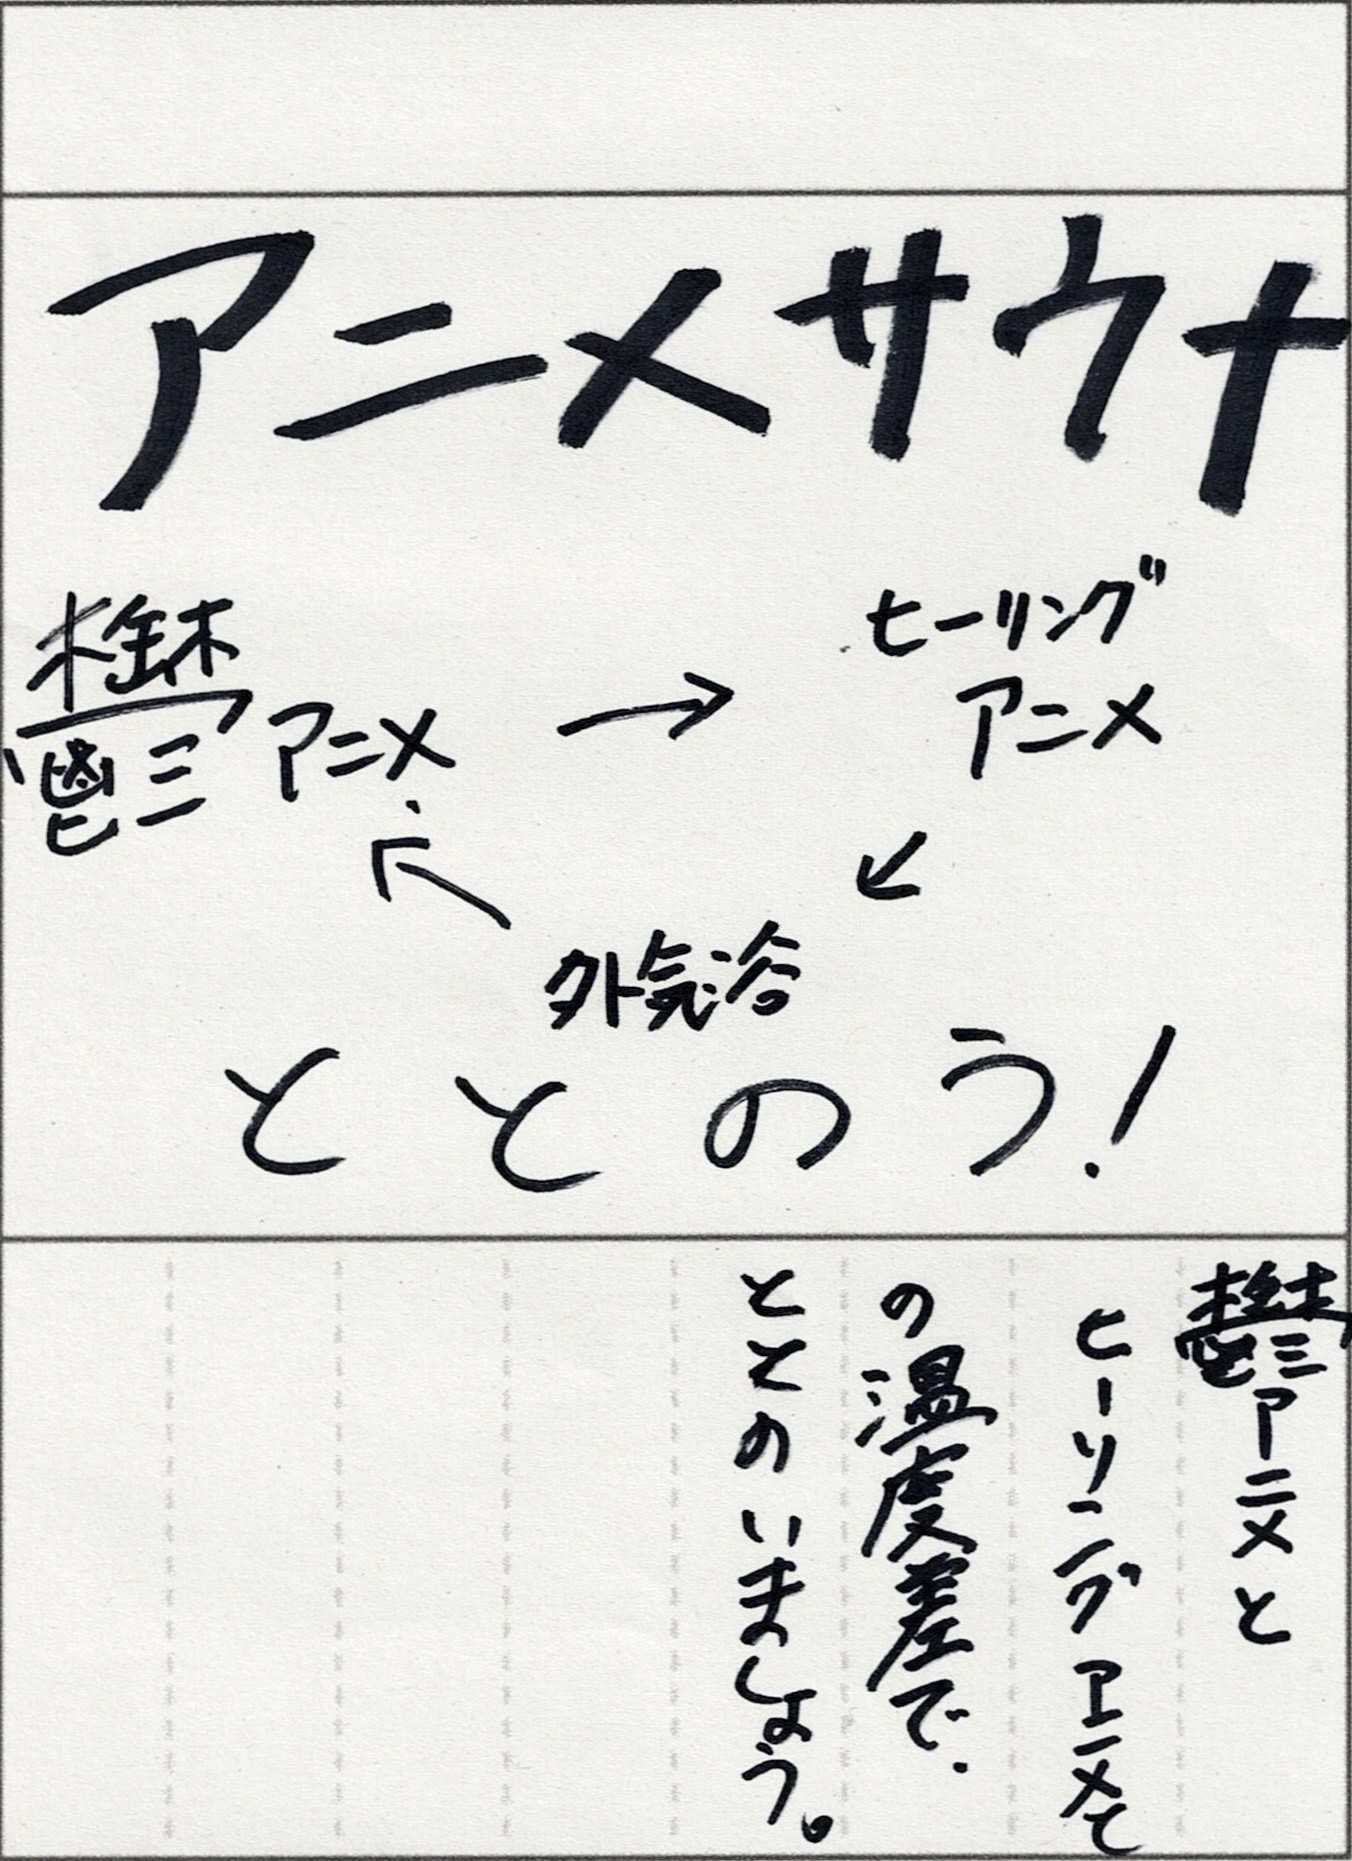 アニメサウナ
鬱アニメ
→
ヒーリング
アニメ
↙
外気浴
↖
ととのう!
鬱アニメと
ヒーリングアニメと
の温度差で、
ととのいましょう。